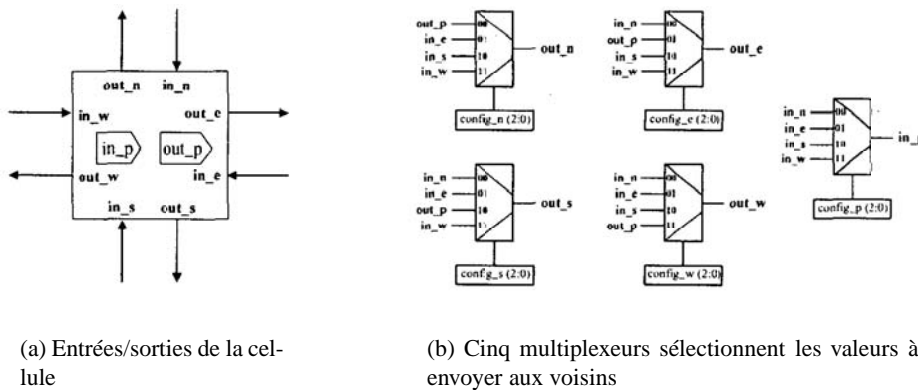 out_n in_n
in_w out_e
in_p out_p
out_w in_e
in_s out_s
out_p 00
in_e 01
in_s 10
in_w 11
out_n
config_n (2:0)
in_n 00
out_p 01
in_s 10
in_w 11
out_e
config_e (2:0)
in_n 00
in_e 01
in_s 10
in_w 11
config_p (2:0)
in_n 00
in_e 01
out_p 10
in_w 11
out_s
config_s (2:0)
in_n 00
in_e 01
in_s 10
out_p 11
out_w
config_w (2:0)
(a) Entrées/sorties de la cel-
lule
(b) Cinq multiplexeurs sélectionnent les valeurs à
envoyer aux voisins